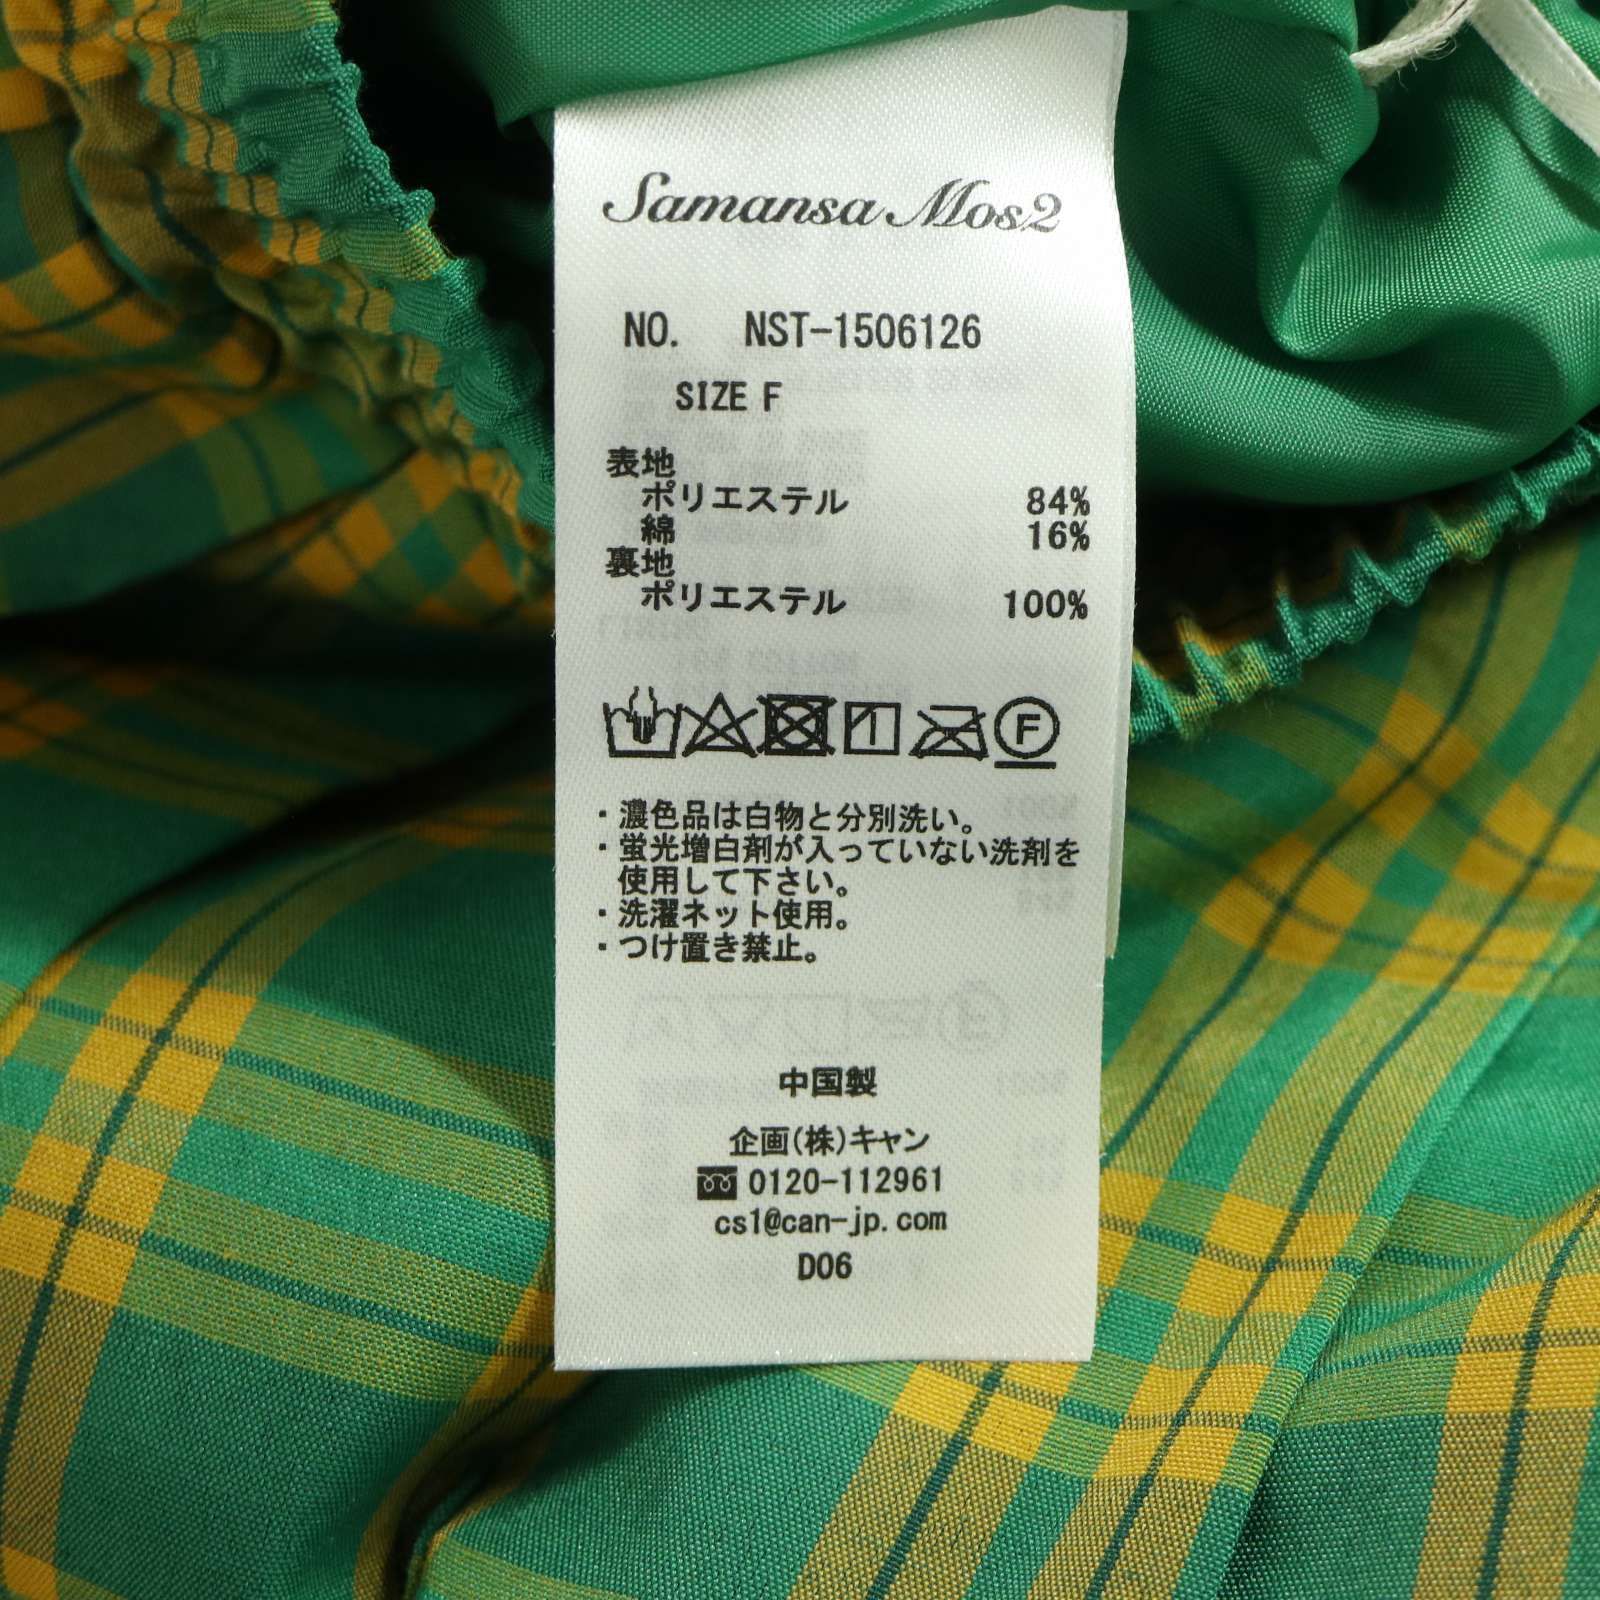 Samansa Mos2
NO. NST-1506126
SIZE F
表地
ポリエステル 84%
綿 16%
裏地
ポリエステル 100%
F
・濃色品は白物と分別洗い。
・蛍光増白剤が入っていない洗剤を
使用して下さい。
・洗濯ネット使用。
・つけ置き禁止。
中国製
企画(株)キャン
0120-112961
cs1@can-jp.com
D06